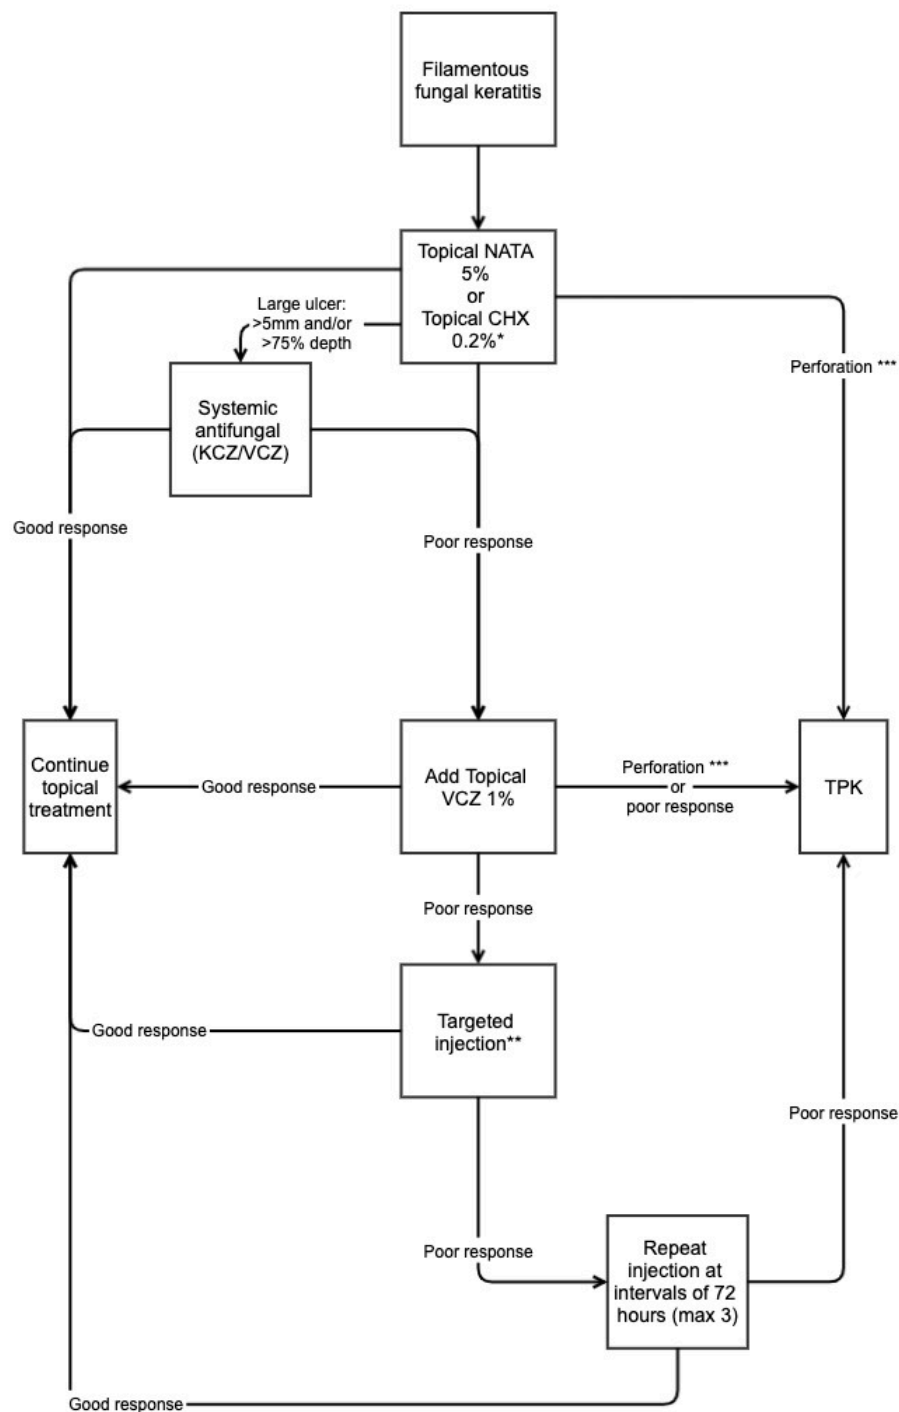 Filamentous
fungal keratitis
Topical NATA
5%
or
Topical CHX
0.2%*
Large ulcer:
>5mm and/or
>75% depth
Perforation ***
Systemic
antifungal
(KCZ/VCZ)
Good response
Poor response
Continue
topical
treatment
Good response
Add Topical
VCZ 1%
Perforation ***
or
poor response
TPK
Poor response
Targeted
injection**
Good response
Poor response
Poor response
Repeat
injection at
intervals of 72
hours (max 3)
Good response